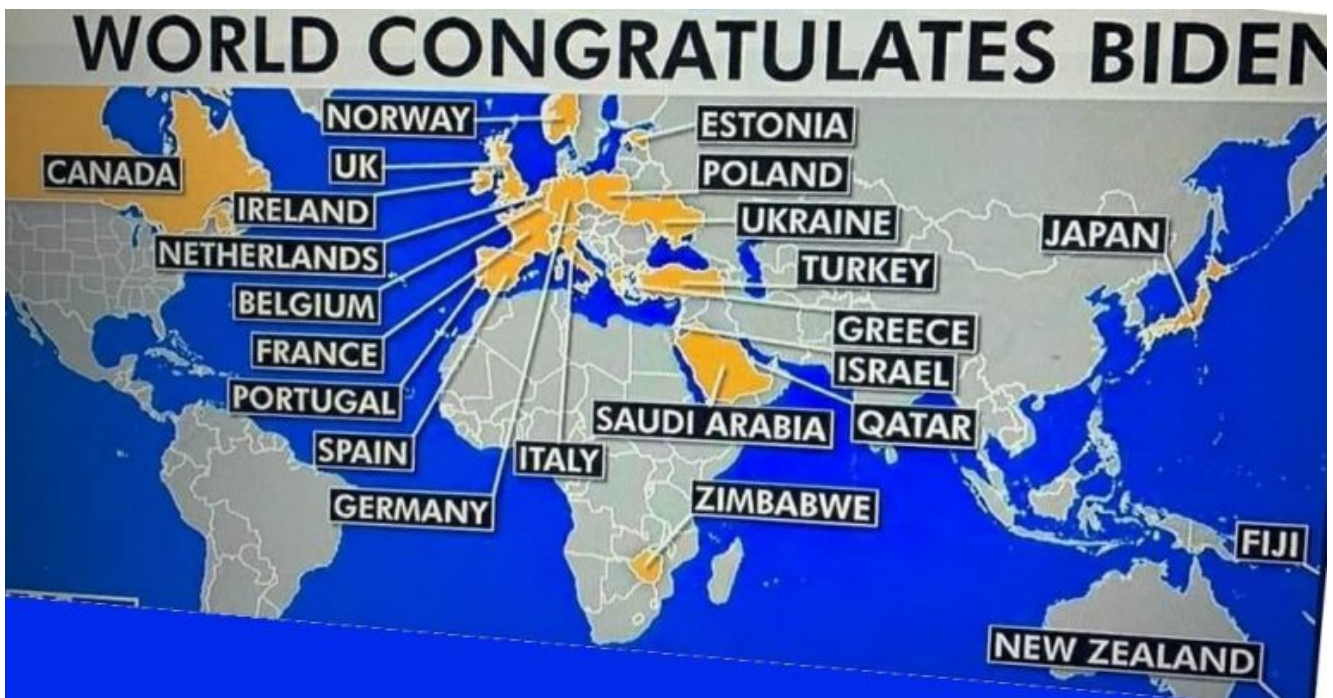 WORLD CONGRATULATES BIDEN
NORWAY
ESTONIA
UK
POLAND
CANADA
IRELAND
UKRAINE
JAPAN
NETHERLANDS
TURKEY
BELGIUM
GREECE
FRANCE
ISRAEL
PORTUGAL
SAUDI ARABIA
QATAR
SPAIN
ITALY
GERMANY
ZIMBABWE
FIJI
NEW ZEALAND